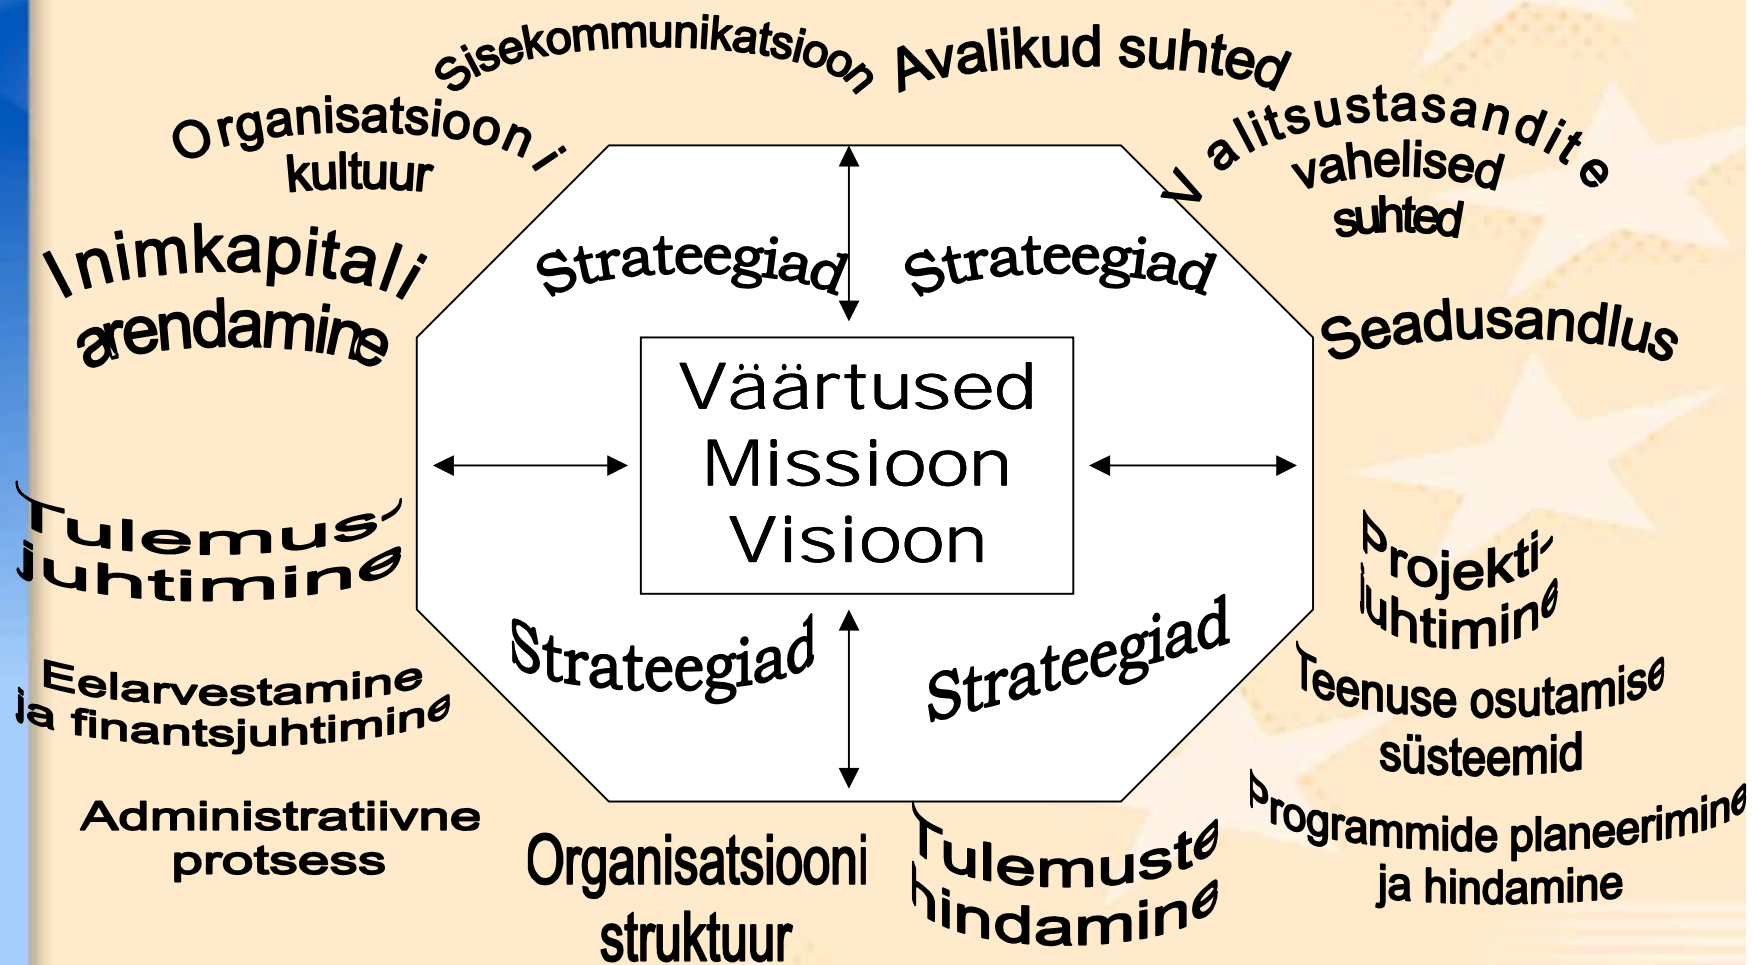 Sisekommunikatsioon
Avalikud suhted
Organisatsiooni
kultuur
Valitsustasandite
vahelised
suhted
Inimkapitali
arendamine
Strateegiad
Strateegiad
Seadusandlus
Väärtused
Missioon
Visioon
Tulemus-
juhtimine
Projekti-
juhtimine
Strateegiad
Strateegiad
Eelarvestamine
ja finantsjuhtimine
Teenuse osutamise
süsteemid
Administratiivne
protsess
Organisatsiooni
struktuur
Tulemuste
hindamine
Programmide planeerimine
ja hindamine